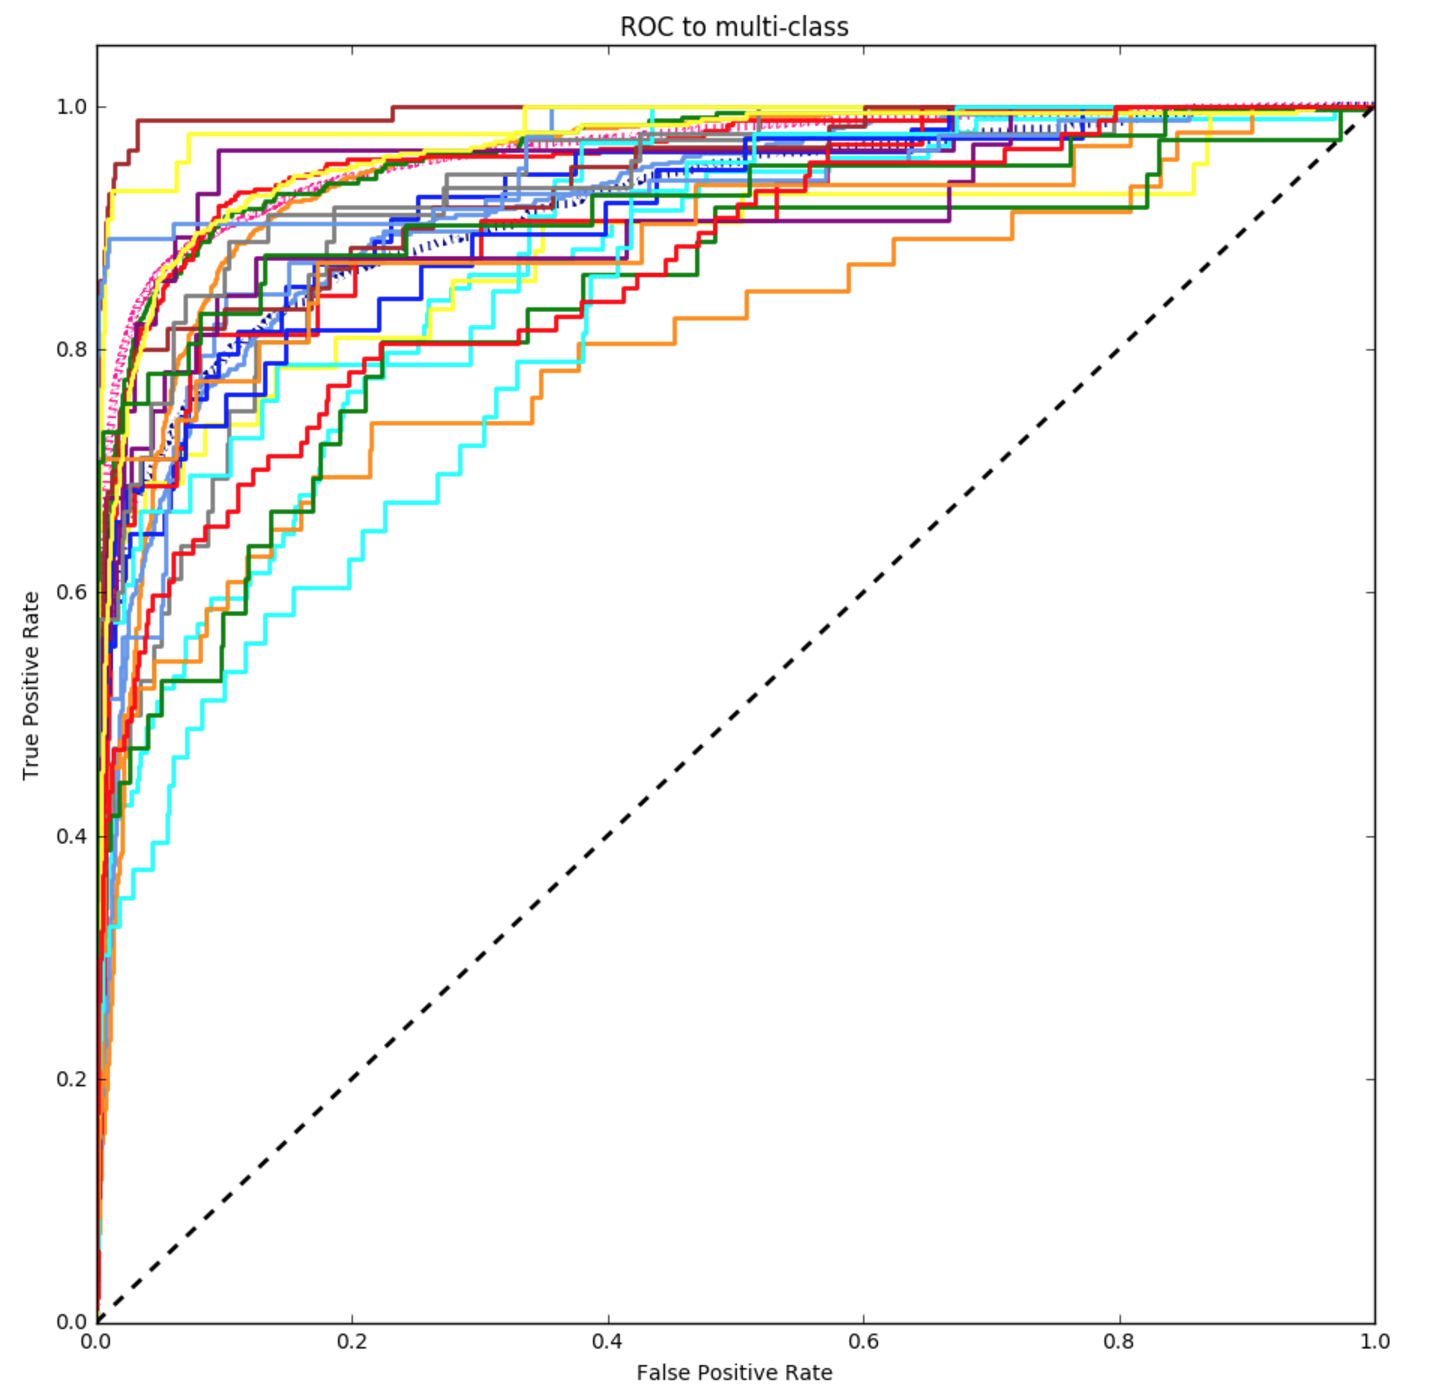 ROC to multi-class
1.0
0.8
0.6
0.4
0.2
0.0
True Positive Rate
0.0 0.2 0.4 0.6 0.8 1.0
False Positive Rate